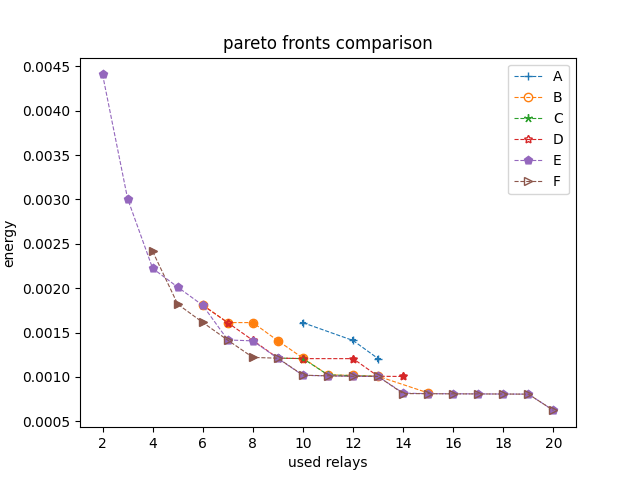 pareto fronts comparison
0.0045
0.0040
0.0035
0.0030
0.0025
0.0020
0.0015
0.0010
0.0005
energy
A
B
C
D
E
F
2 4 6 8 10 12 14 16 18 20
used relays